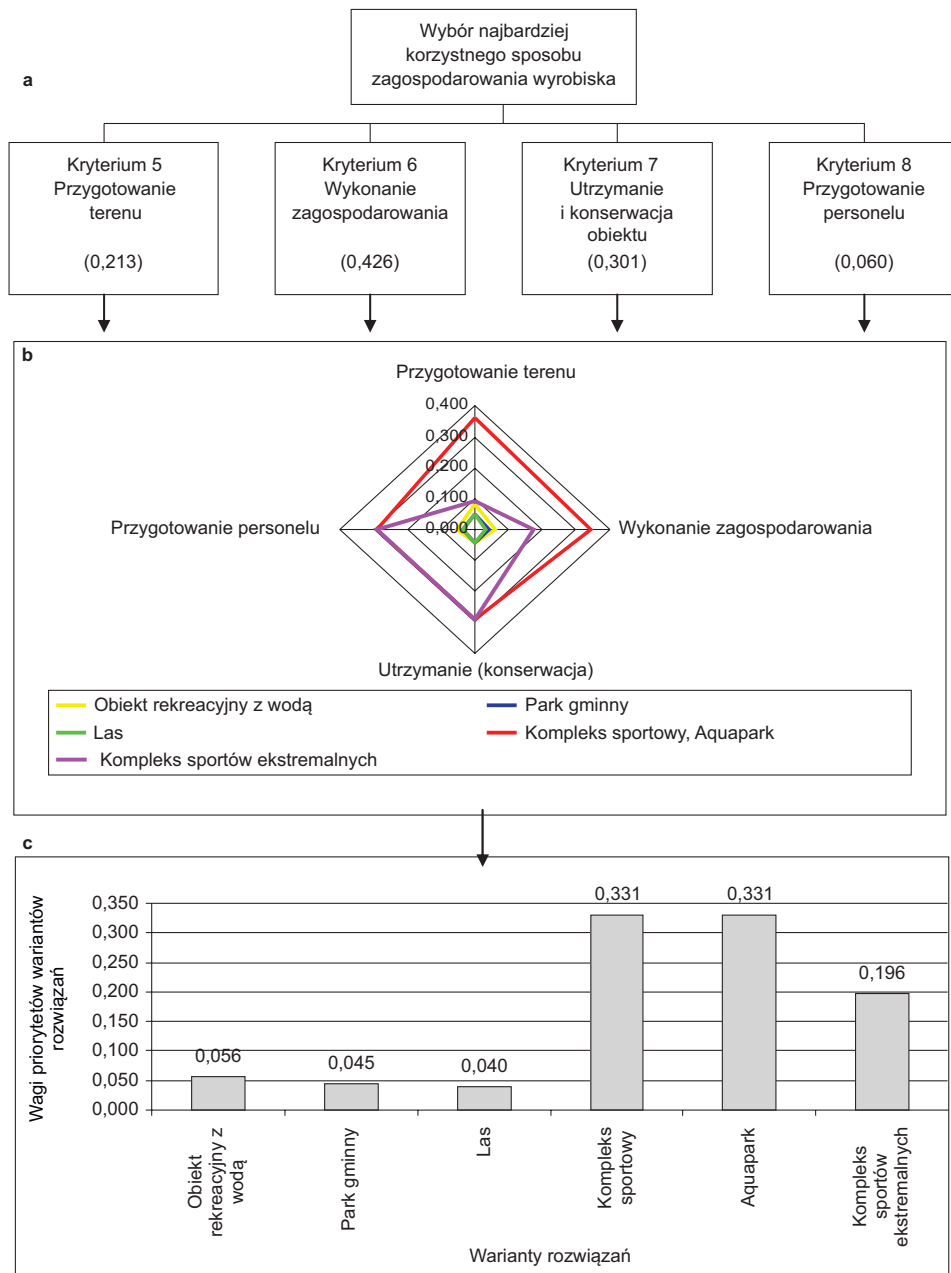 a
Wybór najbardziej
korzystnego sposobu
zagospodarowania wyrobiska
Kryterium 5
Przygotowanie
terenu
(0,213)
Kryterium 6
Wykonanie
zagospodarowania
(0,426)
Kryterium 7
Utrzymanie
i konserwacja
obiektu
(0,301)
Kryterium 8
Przygotowanie
personelu
(0,060)
b
Przygotowanie terenu
0,400
0,300
0,200
0,100
0,000
Przygotowanie personelu
Wykonanie zagospodarowania
Utrzymanie (konserwacja)
Obiekt rekreacyjny z wodą
Park gminny
Las
Kompleks sportowy, Aquapark
Kompleks sportów ekstremalnych
c
Wagi priorytetów wariantów
rozwiązań
0,350
0,300
0,250
0,200
0,150
0,100
0,050
0,000
0,056
0,045
0,040
0,331
0,331
0,196
Obiekt
rekreacyjny z
wodą
Park gminny
Las
Kompleks
sportowy
Aquapark
Kompleks
sportów
ekstremalnych
Warianty rozwiązań